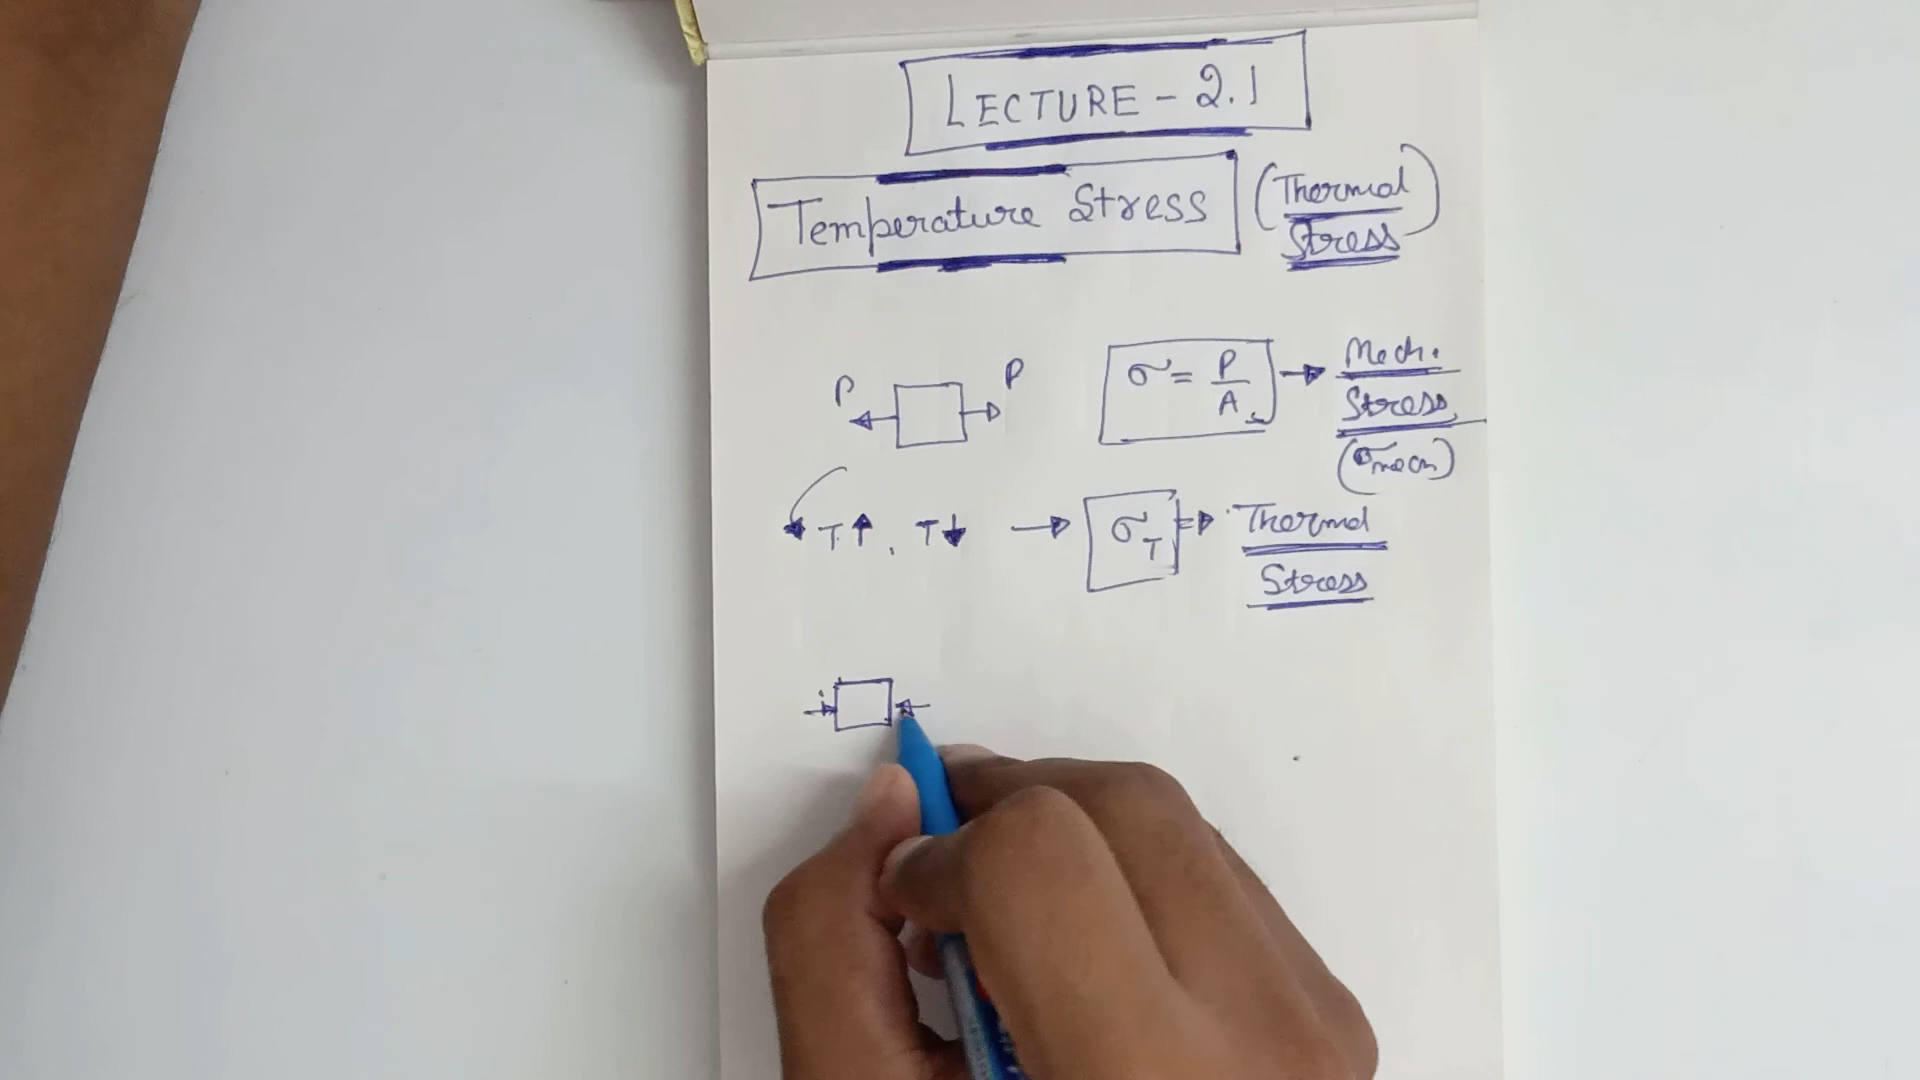 LECTURE - 2.1
Temperature Stress (Thermal Stress)
P P
σ = P/A → Mech. Stress (σmech)
T↑, T↓ → σT ⇒ Thermal Stress